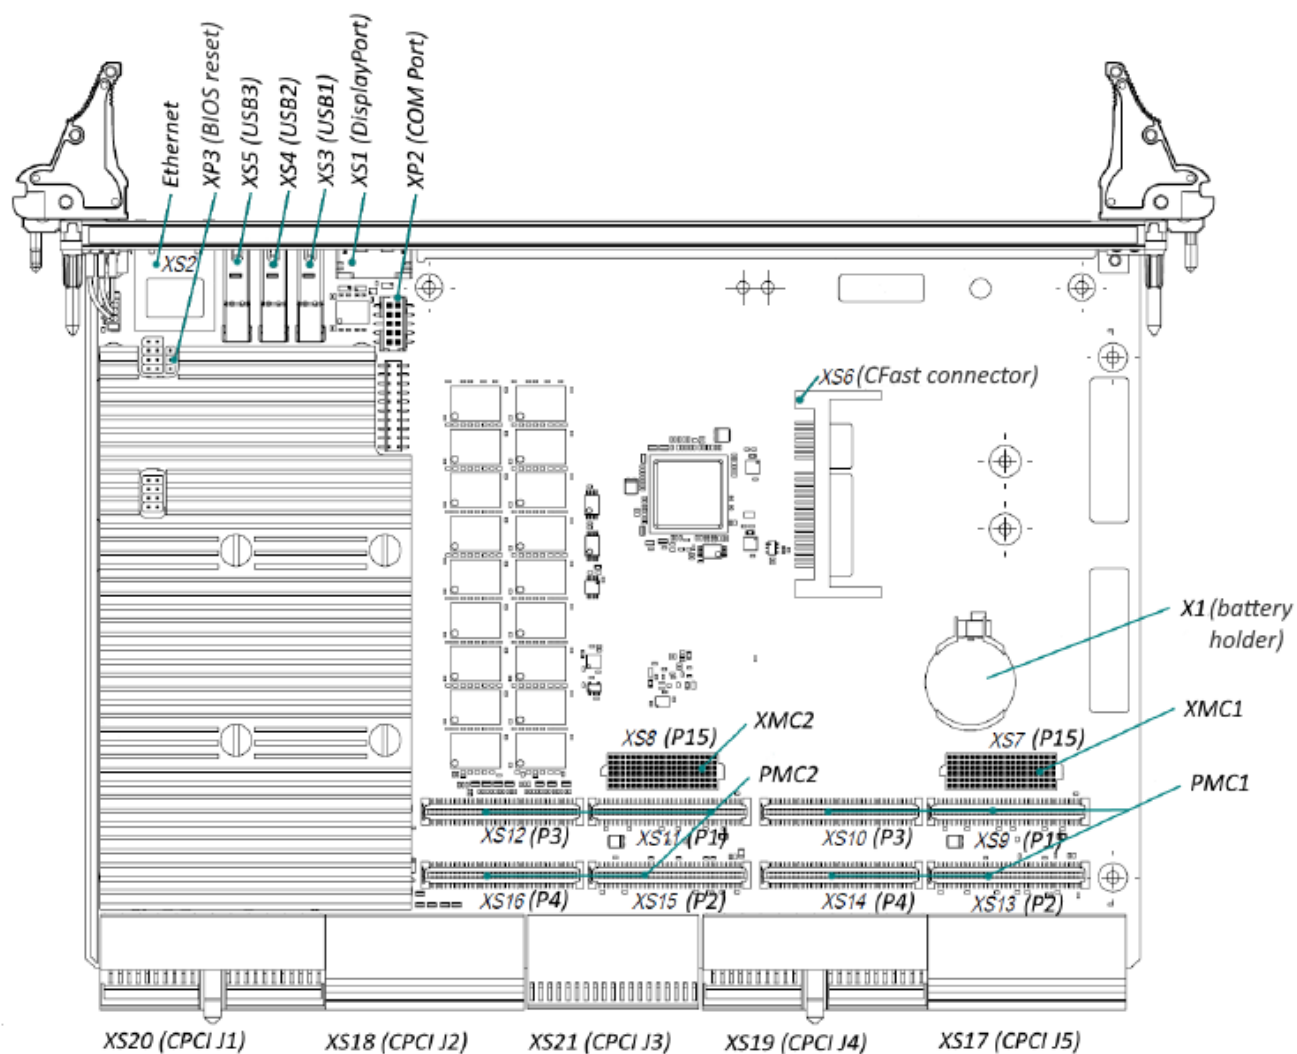 Ethernet
XP3 (BIOS reset)
XS5 (USB3)
XS4 (USB2)
XS3 (USB1)
XS1 (DisplayPort)
XP2 (COM Port)
XS2
XS6 (CFast connector)
X1 (battery
holder)
XMC2
XMC1
XS8 (P15)
XS7 (P15)
PMC2
PMC1
XS12 (P3)
XS11 (P1)
XS10 (P3)
XS9 (P1)
XS16 (P4)
XS15 (P2)
XS14 (P4)
XS13 (P2)
XS20 (CPCI J1)
XS18 (CPCI J2)
XS21 (CPCI J3)
XS19 (CPCI J4)
XS17 (CPCI J5)